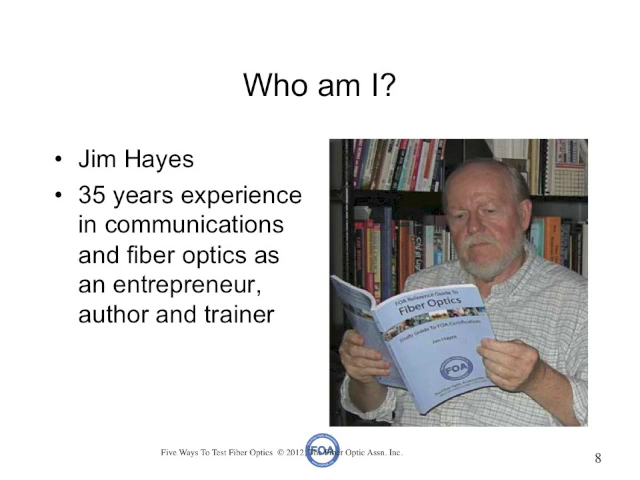 Who am I?
• Jim Hayes
• 35 years experience
in communications
and fiber optics as
an entrepreneur,
author and trainer
FOA Reference Guide To
Fiber Optics
Study Guide To FOA Certification
Jim Hayes
FOA
Five Ways To Test Fiber Optics © 2012, The Fiber Optic Assn. Inc.
FOA
8